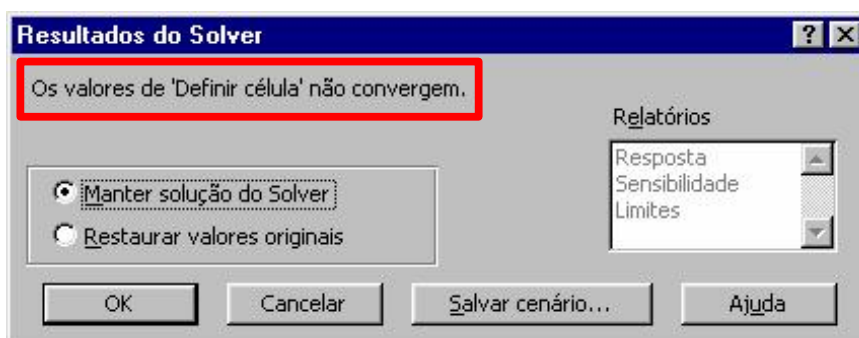 Resultados do Solver
Os valores de 'Definir célula' não convergem.
Relatórios
Resposta
Sensibilidade
Limites
Manter solução do Solver
Restaurar valores originais
OK Cancelar Salvar cenário... Ajuda